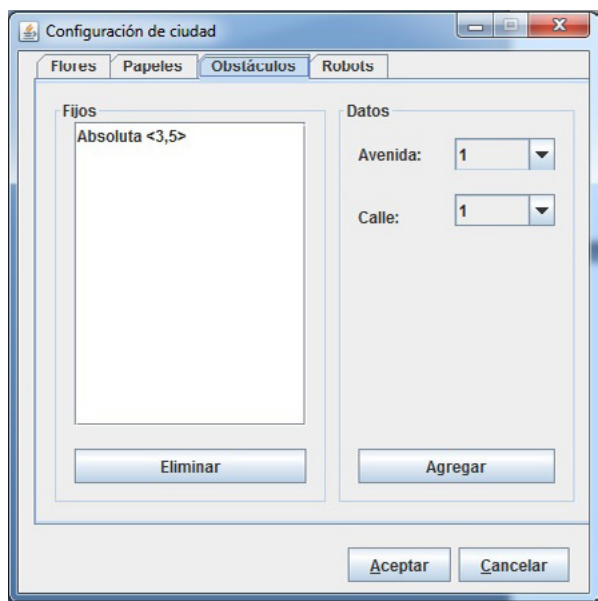 Configuración de ciudad
Flores Papeles Obstáculos Robots
Fijos
Absoluta <3,5>
Eliminar
Datos
Avenida: 1
Calle: 1
Agregar
Aceptar Cancelar